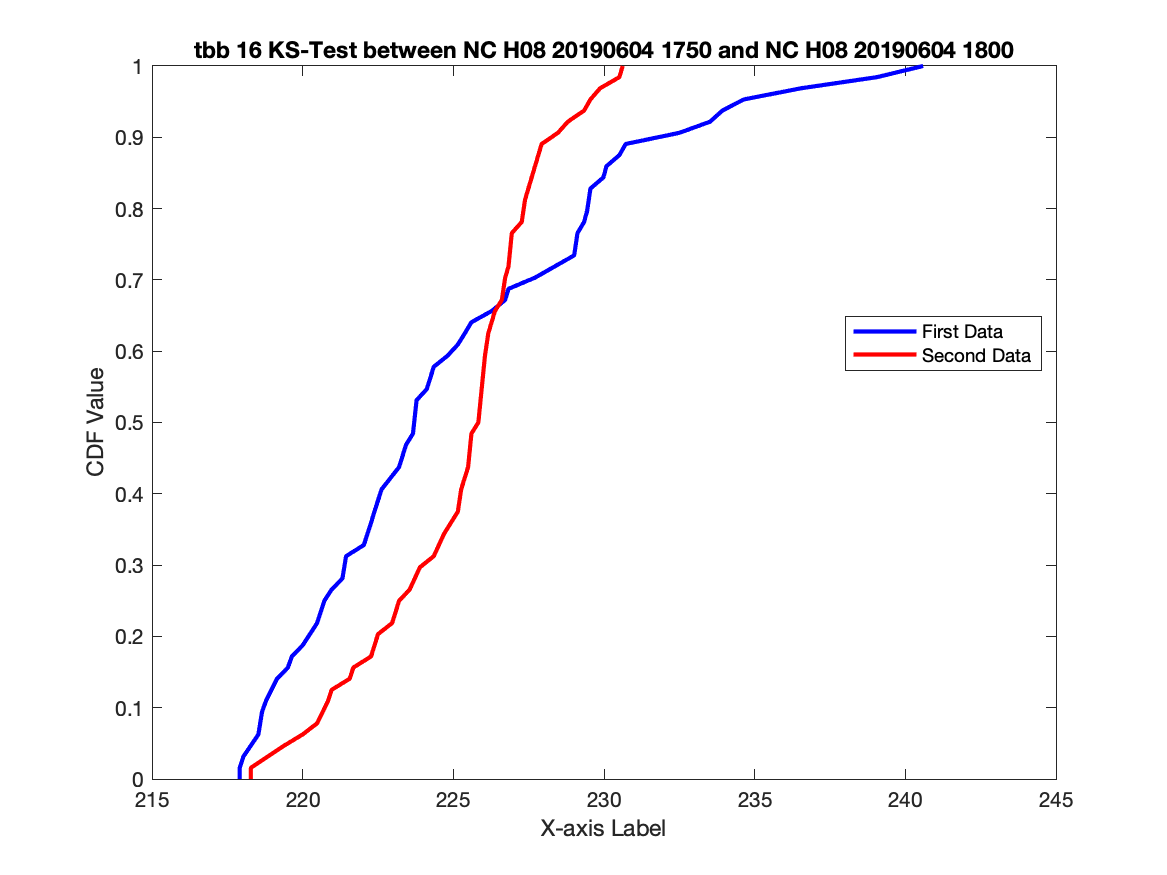 tbb 16 KS-Test between NC H08 20190604 1750 and NC H08 20190604 1800
1
0.9
0.8
0.7
0.6
0.5
0.4
0.3
0.2
0.1
0
CDF Value
First Data
Second Data
215 220 225 230 235 240 245
X-axis Label